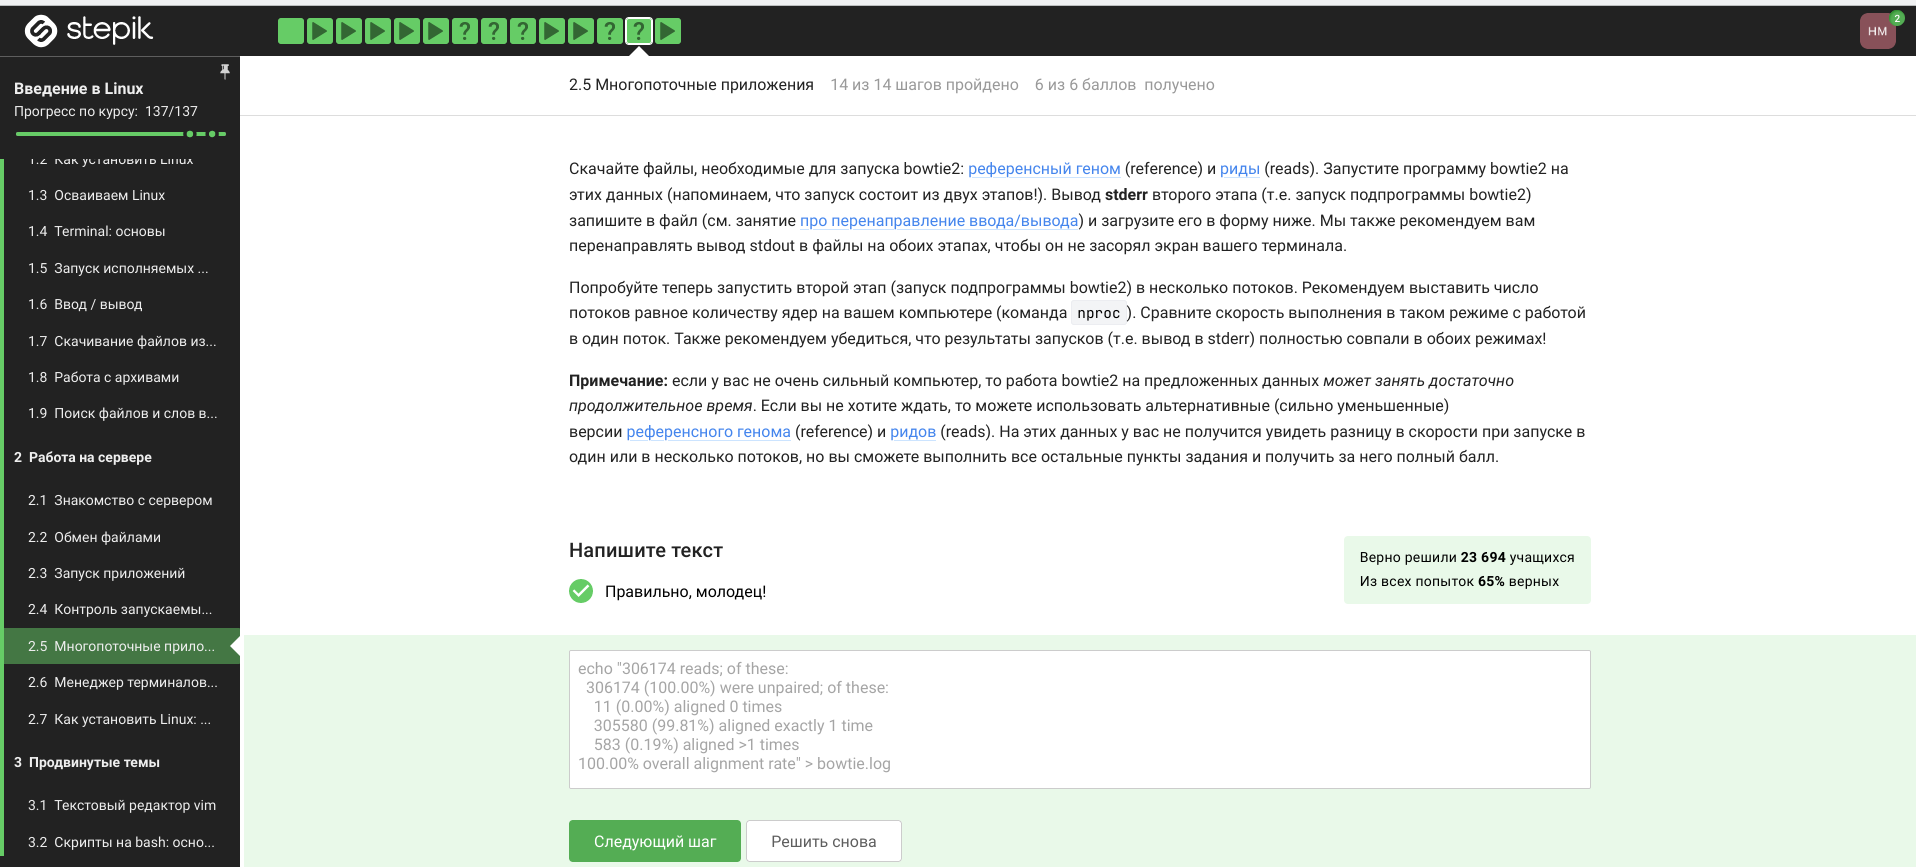 stepik
?
?
?
?
?
НМ
2
Введение в Linux
Прогресс по курсу: 137/137
1.2 Как установить Linux
1.3 Осваиваем Linux
1.4 Terminal: основы
1.5 Запуск исполняемых ...
1.6 Ввод / вывод
1.7 Скачивание файлов из...
1.8 Работа с архивами
1.9 Поиск файлов и слов в...
2 Работа на сервере
2.1 Знакомство с сервером
2.2 Обмен файлами
2.3 Запуск приложений
2.4 Контроль запускаемы...
2.5 Многопоточные прило...
2.6 Менеджер терминалов...
2.7 Как установить Linux: ...
3 Продвинутые темы
3.1 Текстовый редактор vim
3.2 Скрипты на bash: осно...
2.5 Многопоточные приложения 14 из 14 шагов пройдено 6 из 6 баллов получено
Скачайте файлы, необходимые для запуска bowtie2: референсный геном (reference) и риды (reads). Запустите программу bowtie2 на
этих данных (напоминаем, что запуск состоит из двух этапов!). Вывод stderr второго этапа (т.е. запуск подпрограммы bowtie2)
запишите в файл (см. занятие про перенаправление ввода/вывода) и загрузите его в форму ниже. Мы также рекомендуем вам
перенаправлять вывод stdout в файлы на обоих этапах, чтобы он не засорял экран вашего терминала.
Попробуйте теперь запустить второй этап (запуск подпрограммы bowtie2) в несколько потоков. Рекомендуем выставить число
потоков равное количеству ядер на вашем компьютере (команда nproc). Сравните скорость выполнения в таком режиме с работой
в один поток. Также рекомендуем убедиться, что результаты запусков (т.е. вывод в stderr) полностью совпали в обоих режимах!
Примечание: если у вас не очень сильный компьютер, то работа bowtie2 на предложенных данных может занять достаточно
продолжительное время. Если вы не хотите ждать, то можете использовать альтернативные (сильно уменьшенные)
версии референсного генома (reference) и ридов (reads). На этих данных у вас не получится увидеть разницу в скорости при запуске в
один или в несколько потоков, но вы сможете выполнить все остальные пункты задания и получить за него полный балл.
Напишите текст
Правильно, молодец!
Верно решили 23 694 учащихся
Из всех попыток 65% верных
echo "306174 reads; of these:
306174 (100.00%) were unpaired; of these:
11 (0.00%) aligned 0 times
305580 (99.81%) aligned exactly 1 time
583 (0.19%) aligned >1 times
100.00% overall alignment rate" > bowtie.log
Следующий шаг
Решить снова